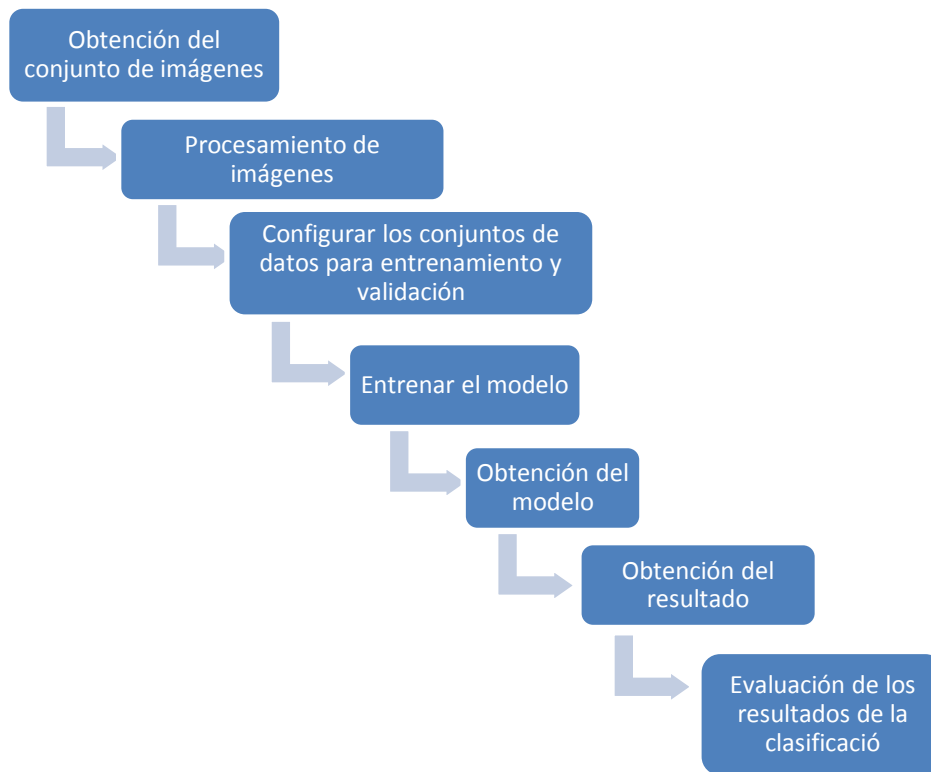 Obtención del
conjunto de imágenes
Procesamiento de
imágenes
Configurar los conjuntos de
datos para entrenamiento y
validación
Entrenar el modelo
Obtención del
modelo
Obtención del
resultado
Evaluación de los
resultados de la
clasificació